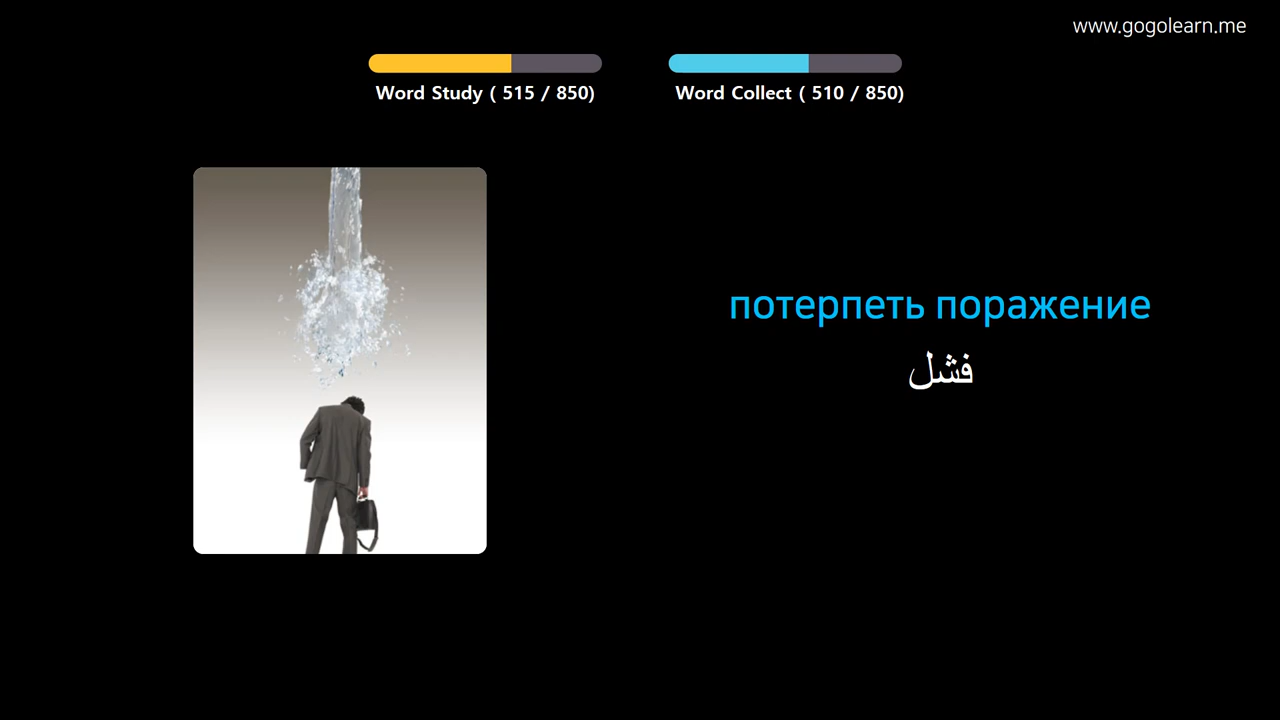 www.gogolearn.me
Word Study ( 515 / 850)
Word Collect ( 510 / 850)
потерпеть поражение
فشل